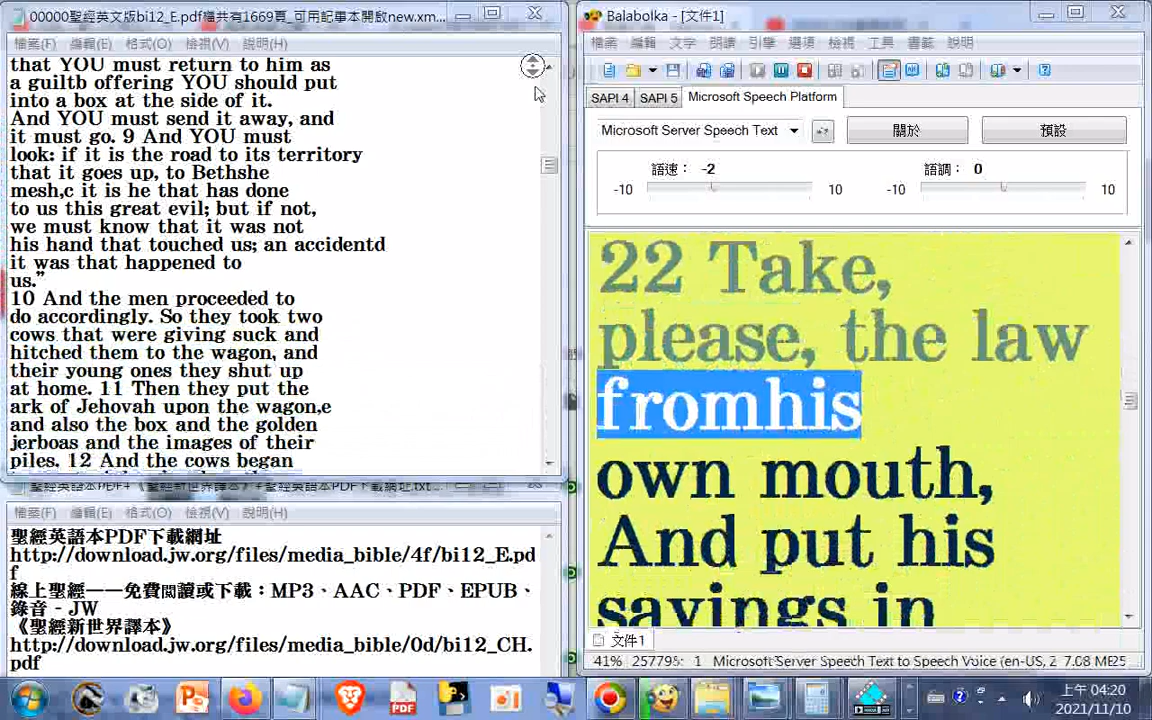 00000聖經英文版bi12_E.pdf檔共有1669頁_可用記事本開啟new.xm...
檔案(F) 編輯(E) 格式(O) 檢視(V) 說明(H)
that YOU must return to him as
a guiltb offering YOU should put
into a box at the side of it.
And YOU must send it away, and
it must go. 9 And YOU must
look: if it is the road to its territory
that it goes up, to Bethshe
mesh,c it is he that has done
to us this great evil; but if not,
we must know that it was not
his hand that touched us; an accidentd
it was that happened to
us.”
10 And the men proceeded to
do accordingly. So they took two
cows that were giving suck and
hitched them to the wagon, and
their young ones they shut up
at home. 11 Then they put the
ark of Jehovah upon the wagon,e
and also the box and the golden
jerboas and the images of their
piles. 12 And the cows began
檔案(F) 編輯(E) 格式(O) 檢視(V) 說明(H)
聖經英語本PDF下載網址
http://download.jw.org/files/media_bible/4f/bi12_E.pd
f
線上聖經——免費閱讀或下載：MP3、AAC、PDF、EPUB、
錄音 - JW
《聖經新世界譯本》
http://download.jw.org/files/media_bible/0d/bi12_CH.
pdf
Balabolka - [文件1]
檔案 編輯 文字 朗讀 引擎 選項 檢視 工具 書籤 說明
SAPI 4 SAPI 5 Microsoft Speech Platform
Microsoft Server Speech Text 關於 預設
語速： -2 語調： 0
-10 10 -10 10
22 Take,
please, the law
fromhis
own mouth,
And put his
sayings in
文件1
41% 257795: 1 Microsoft Server Speech Text to Speech Voice (en-US, Z 7.08 ME25
上午 04:20
2021/11/10